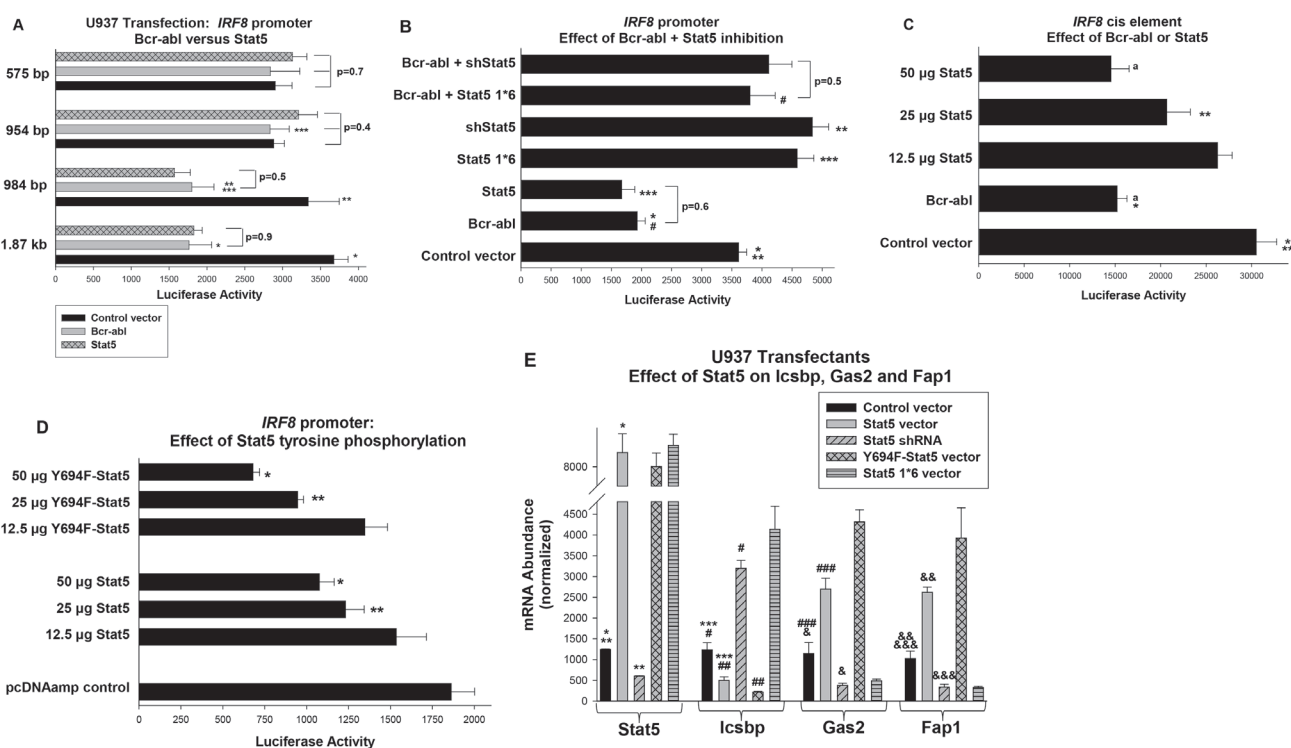 A
U937 Transfection: IRF8 promoter
Bcr-abl versus Stat5
575 bp
p=0.7
954 bp
***
p=0.4
984 bp
**
***
p=0.5
**
1.87 kb
*
p=0.9
*
0 500 1000 1500 2000 2500 3000 3500 4000
Luciferase Activity
Control vector
Bcr-abl
Stat5
B
IRF8 promoter
Effect of Bcr-abl + Stat5 inhibition
Bcr-abl + shStat5
p=0.5
Bcr-abl + Stat5 1*6
#
shStat5
**
Stat5 1*6
***
Stat5
***
p=0.6
Bcr-abl
*
#
Control vector
*
**
0 500 1000 1500 2000 2500 3000 3500 4000 4500 5000
Luciferase Activity
C
IRF8 cis element
Effect of Bcr-abl or Stat5
50 µg Stat5
a
25 µg Stat5
**
12.5 µg Stat5
Bcr-abl
a
*
Control vector
*
**
0 5000 10000 15000 20000 25000 30000
Luciferase Activity
D
IRF8 promoter:
Effect of Stat5 tyrosine phosphorylation
50 µg Y694F-Stat5
*
25 µg Y694F-Stat5
**
12.5 µg Y694F-Stat5
50 µg Stat5
*
25 µg Stat5
**
12.5 µg Stat5
pcDNAamp control
0 250 500 750 1000 1250 1500 1750 2000
Luciferase Activity
E
U937 Transfectants
Effect of Stat5 on Icsbp, Gas2 and Fap1
Control vector
Stat5 vector
Stat5 shRNA
Y694F-Stat5 vector
Stat5 1*6 vector
mRNA Abundance
(normalized)
8000
4500
4000
3500
3000
2500
2000
1500
1000
500
0
*
**
*
**
***
#
***
##
#
##
###
&
###
&
&&
&&&
&&
&&&
Stat5 Icsbp Gas2 Fap1